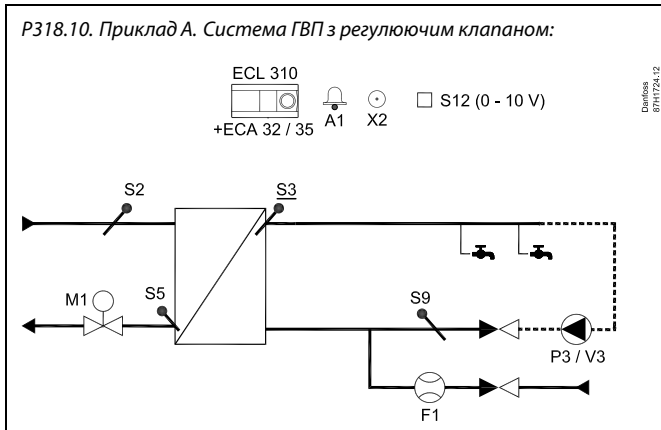 P318.10. Приклад А. Система ГВП з регулюючим клапаном:
ECL 310
+ECA 32 / 35
A1
X2
S12 (0 - 10 V)
Danfoss
87H1724.12
S2
S3
M1
S5
S9
P3 / V3
F1